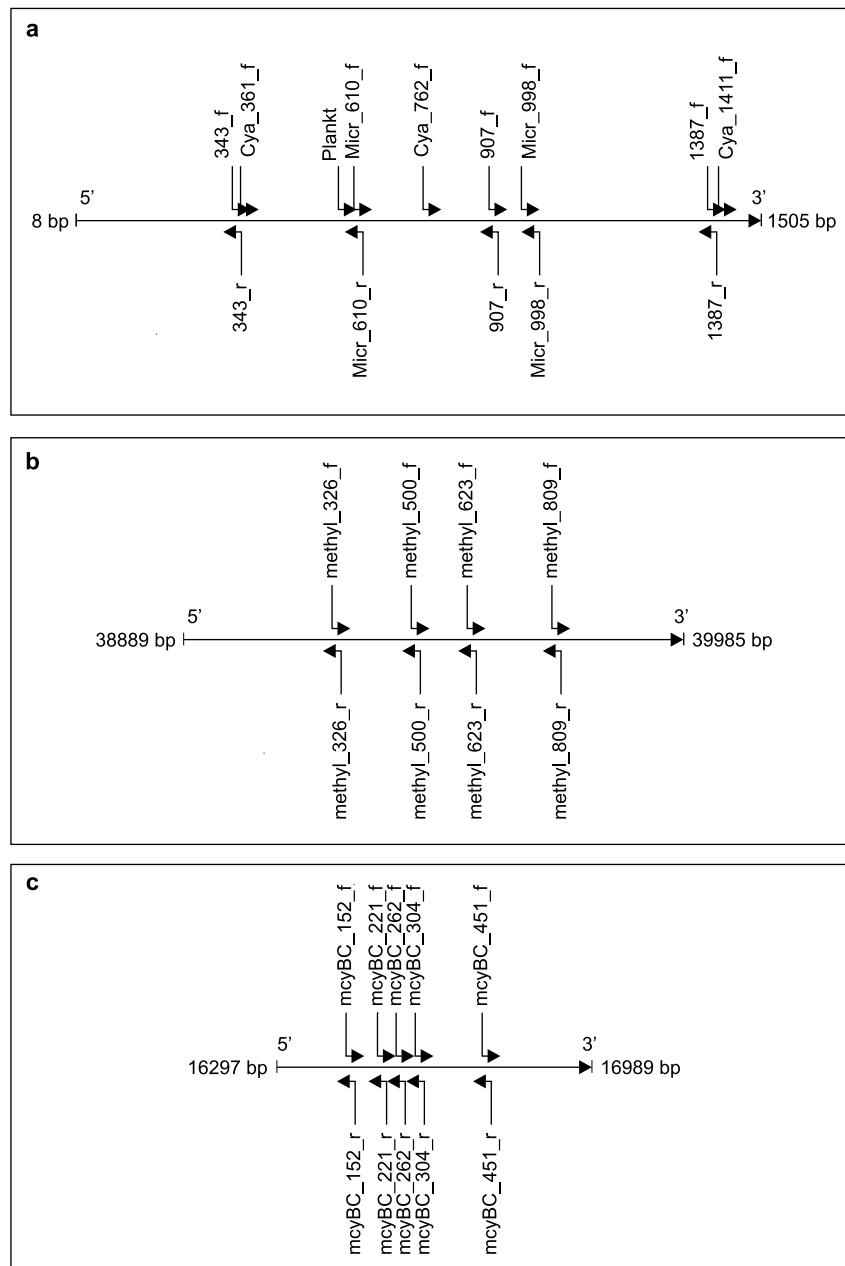 a
343_f
Cya_361_f
Plankt
Micr_610_f
Cya_762_f
907_f
Micr_998_f
1387_f
Cya_1411_f
5’
3’
8 bp
1505 bp
343_r
Micr_610_r
907_r
Micr_998_r
1387_r
b
methyl_326_f
methyl_500_f
methyl_623_f
methyl_809_f
5’
3’
38889 bp
39985 bp
methyl_326_r
methyl_500_r
methyl_623_r
methyl_809_r
c
mcyBC_152_f
mcyBC_221_f
mcyBC_262_f
mcyBC_304_f
mcyBC_451_f
5’
3’
16297 bp
16989 bp
mcyBC_152_r
mcyBC_221_r
mcyBC_262_r
mcyBC_304_r
mcyBC_451_r